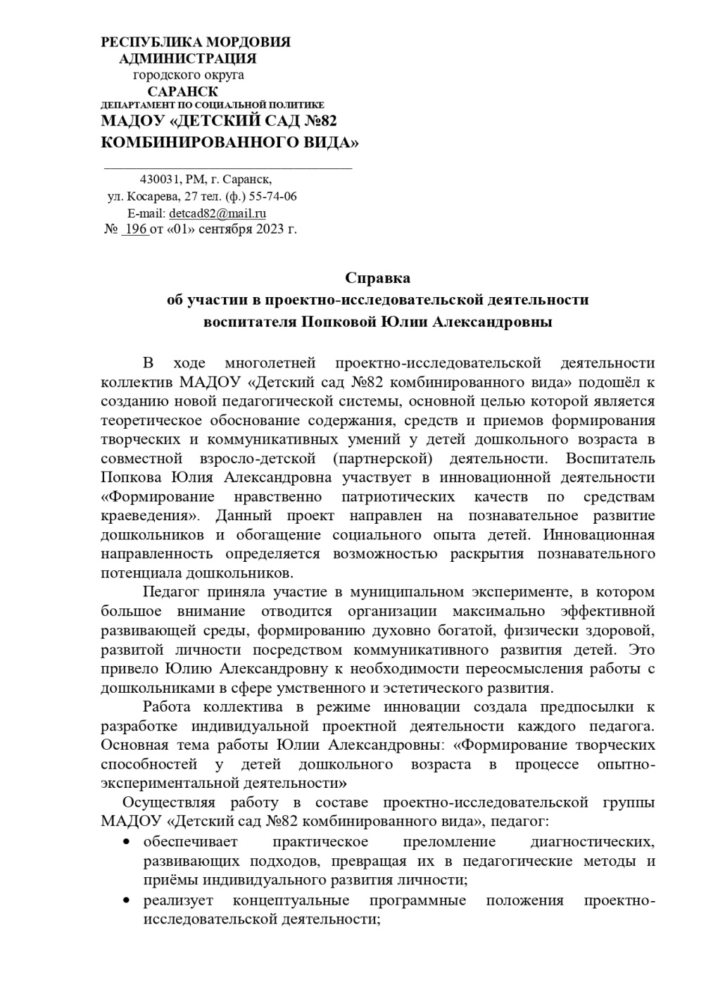 РЕСПУБЛИКА МОРДОВИЯ
АДМИНИСТРАЦИЯ
городского округа
САРАНСК
ДЕПАРТАМЕНТ ПО СОЦИАЛЬНОЙ ПОЛИТИКЕ
МАДОУ «ДЕТСКИЙ САД №82
КОМБИНИРОВАННОГО ВИДА»
430031, РМ, г. Саранск,
ул. Косарева, 27 тел. (ф.) 55-74-06
E-mail: detcad82@mail.ru
№ 196 от «01» сентября 2023 г.
Справка
об участии в проектно-исследовательской деятельности
воспитателя Попковой Юлии Александровны
В ходе многолетней проектно-исследовательской деятельности
коллектив МАДОУ «Детский сад №82 комбинированного вида» подошёл к
созданию новой педагогической системы, основной целью которой является
теоретическое обоснование содержания, средств и приемов формирования
творческих и коммуникативных умений у детей дошкольного возраста в
совместной взросло-детской (партнерской) деятельности. Воспитатель
Попкова Юлия Александровна участвует в инновационной деятельности
«Формирование нравственно патриотических качеств по средствам
краеведения». Данный проект направлен на познавательное развитие
дошкольников и обогащение социального опыта детей. Инновационная
направленность определяется возможностью раскрытия познавательного
потенциала дошкольников.
Педагог приняла участие в муниципальном эксперименте, в котором
большое внимание отводится организации максимально эффективной
развивающей среды, формированию духовно богатой, физически здоровой,
развитой личности посредством коммуникативного развития детей. Это
привело Юлию Александровну к необходимости переосмысления работы с
дошкольниками в сфере умственного и эстетического развития.
Работа коллектива в режиме инновации создала предпосылки к
разработке индивидуальной проектной деятельности каждого педагога.
Основная тема работы Юлии Александровны: «Формирование творческих
способностей у детей дошкольного возраста в процессе опытно-
экспериментальной деятельности»
Осуществляя работу в составе проектно-исследовательской группы
МАДОУ «Детский сад №82 комбинированного вида», педагог:
• обеспечивает практическое преломление диагностических,
развивающих подходов, превращая их в педагогические методы и
приёмы индивидуального развития личности;
• реализует концептуальные программные положения проектно-
исследовательской деятельности;